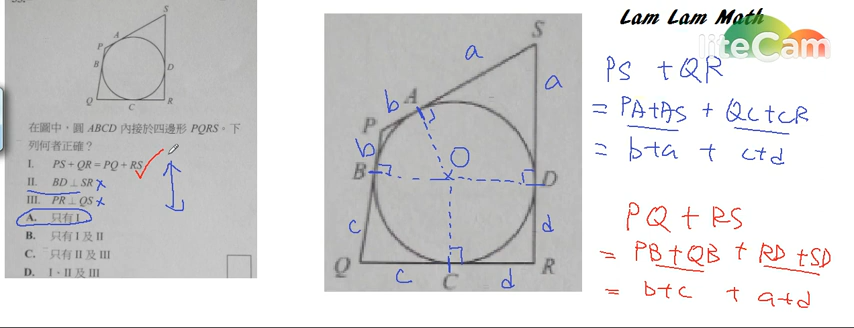 S
A
P
B
D
Q
C
R
在圖中，圓 ABCD 內接於四邊形 PQRS。下
列何者正確？
I. PS + QR = PQ + RS
II. BD ⊥ SR ×
III. PR ⊥ QS ×
A. 只有 I
B. 只有 I 及 II
C. 只有 II 及 III
D. I、II 及 III
S
a
a
A
b
P
b
O
B
D
c
d
Q
c
C
d
R
Lam Lam Math
liteCam
PS + QR
= PA+AS + QC+CR
= b+a + c+d
PQ + RS
= PB+QB + RD+SD
= b+c + a+d